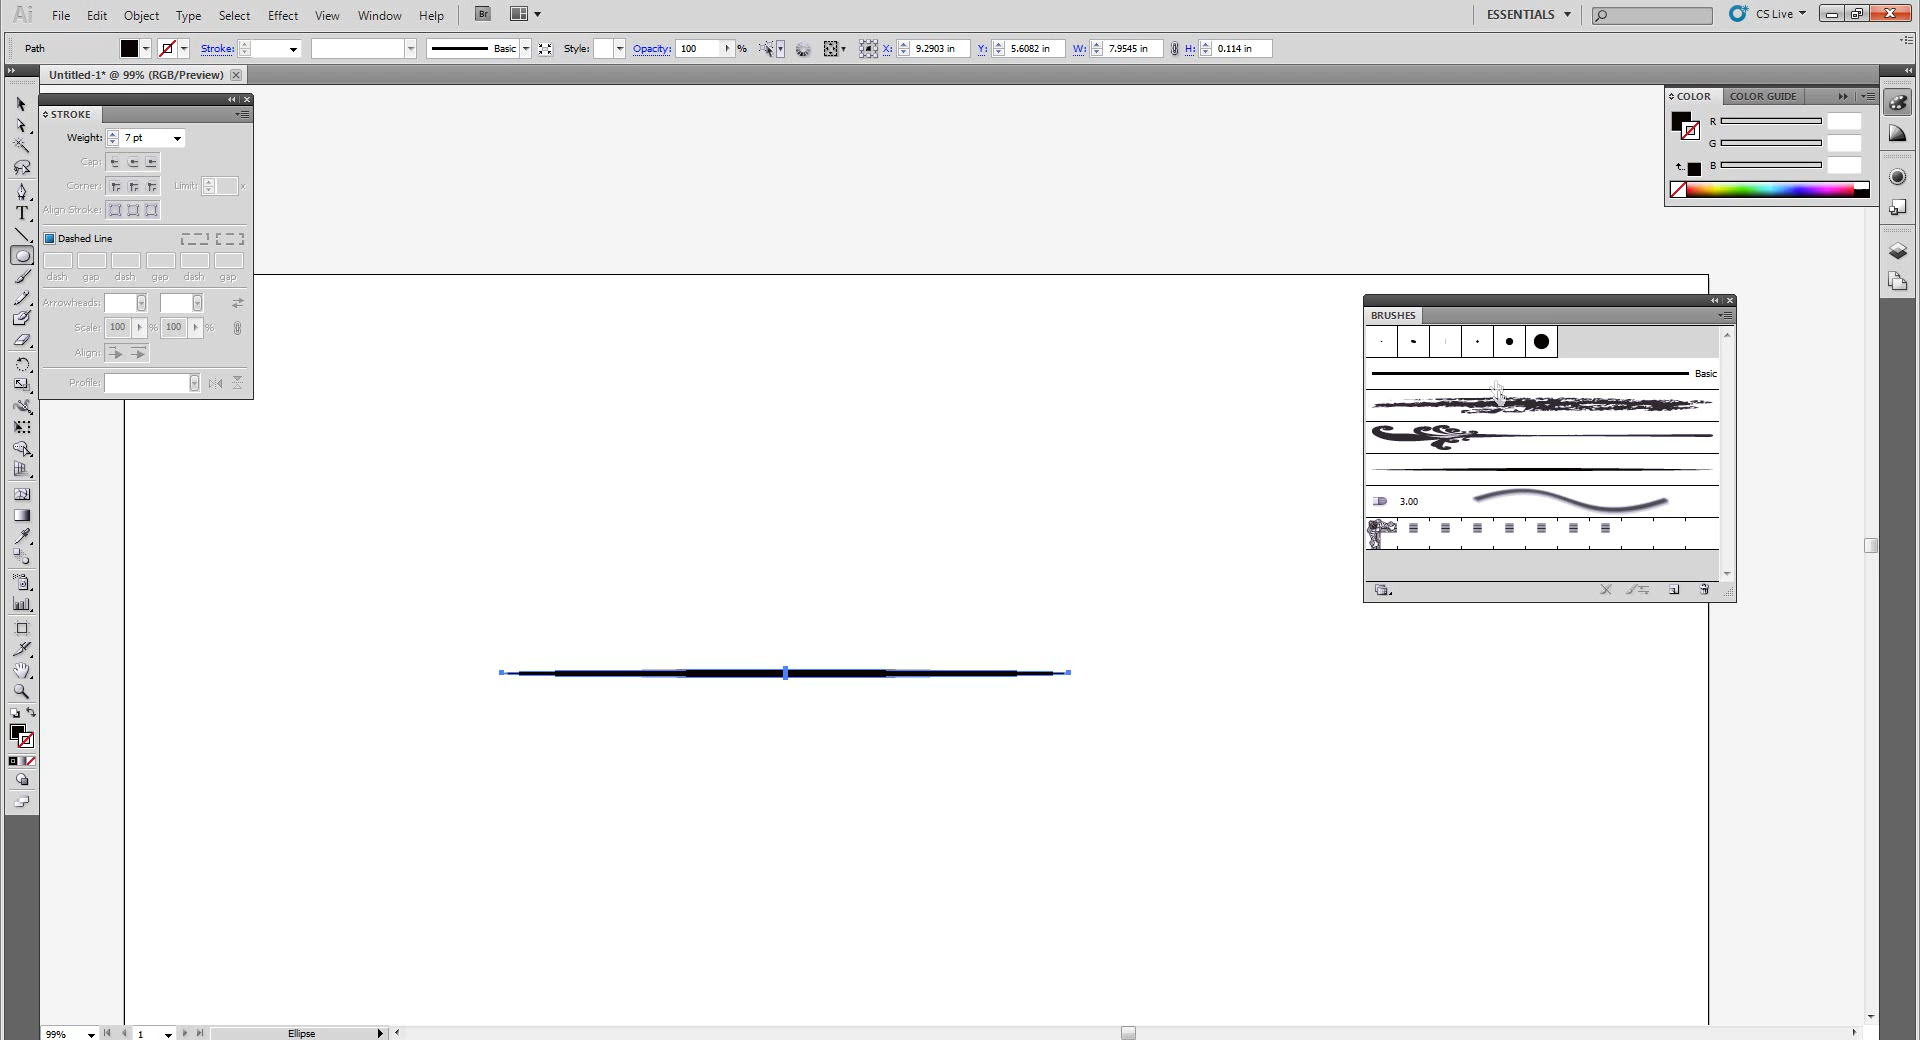 Ai File Edit Object Type Select Effect View Window Help Br ESSENTIALS CS Live
Path Stroke: Basic Style: Opacity: 100 % X: 9.2903 in Y: 5.6082 in W: 7.9545 in H: 0.114 in
Untitled-1* @ 99% (RGB/Preview)
STROKE
Weight: 7 pt
Cap:
Corner: Limit: x
Align Stroke:
Dashed Line
dash gap dash gap dash gap
Arrowheads:
Scale: 100 % 100 %
Align:
Profile:
COLOR COLOR GUIDE
R
G
B
BRUSHES
Basic
3.00
T
99% 1 Ellipse